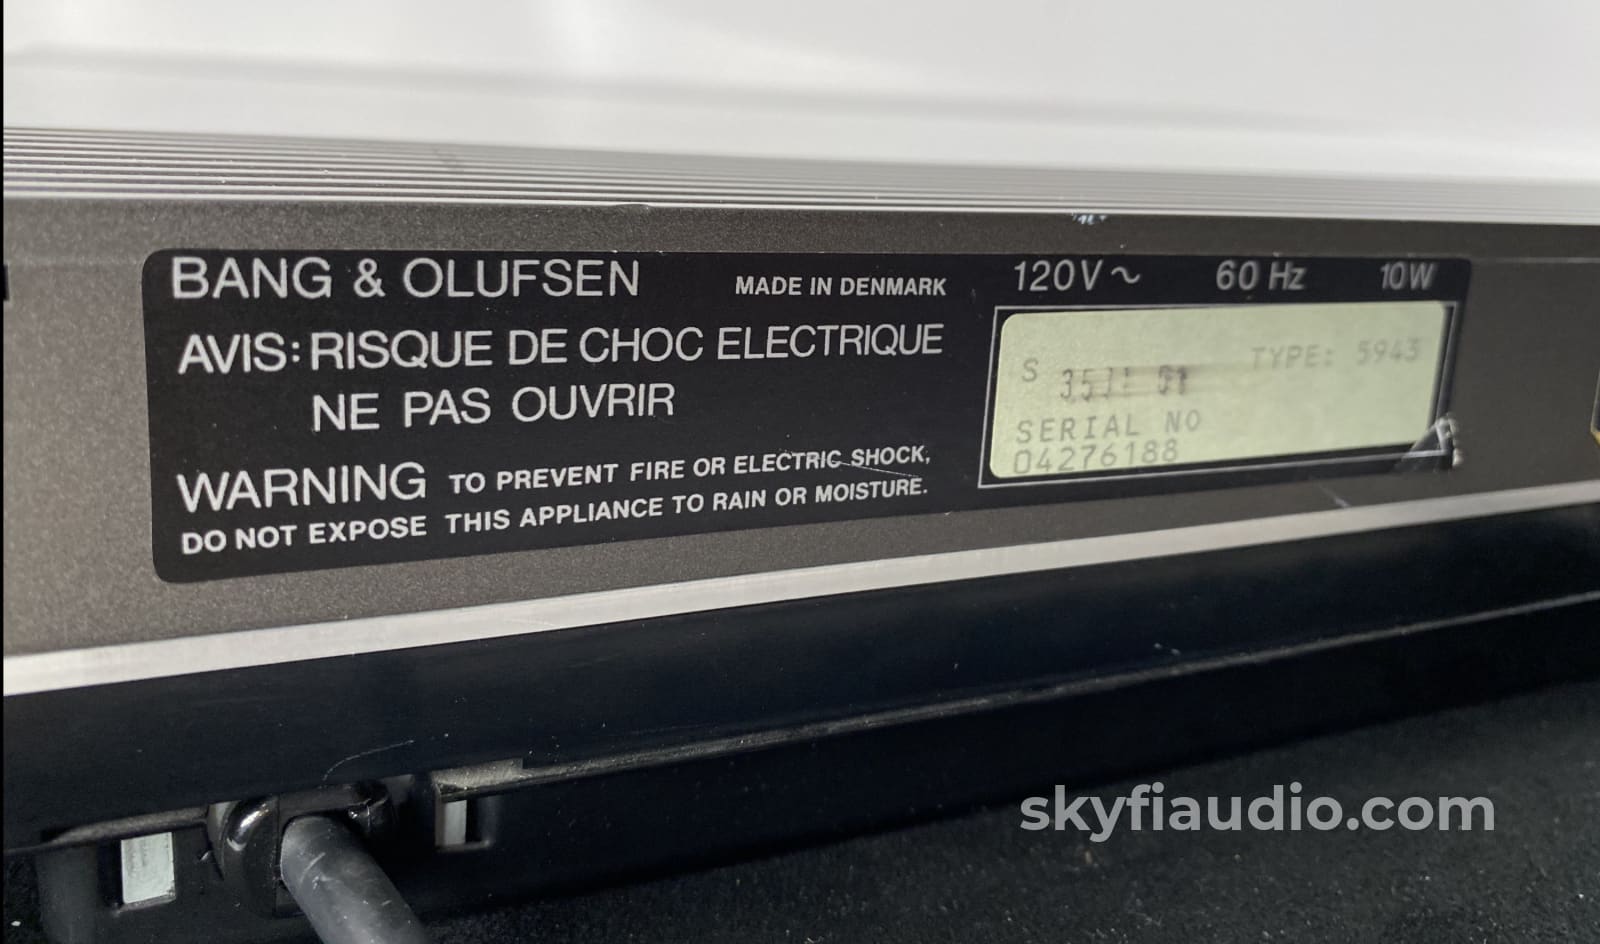 BANG & OLUFSEN MADE IN DENMARK
120V ~ 60 Hz 10W
AVIS: RISQUE DE CHOC ELECTRIQUE
NE PAS OUVRIR
WARNING TO PREVENT FIRE OR ELECTRIC SHOCK,
DO NOT EXPOSE THIS APPLIANCE TO RAIN OR MOISTURE.
S TYPE: 5943
SERIAL NO
04276188
skyfiaudio.com